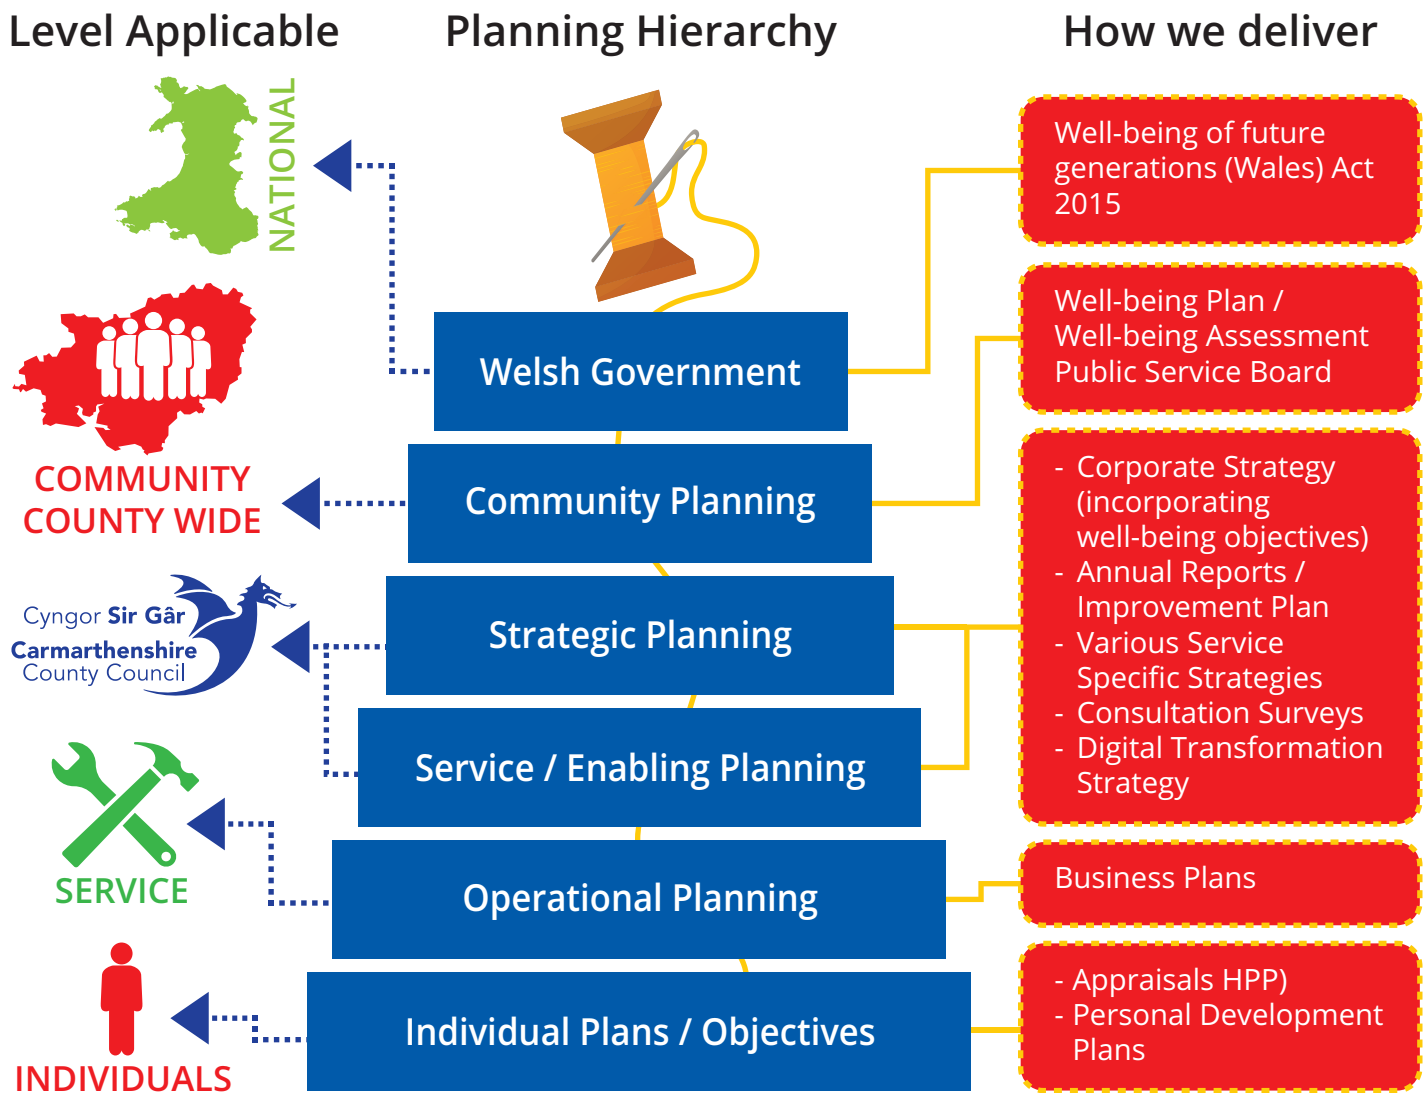 Level Applicable
Planning Hierarchy
How we deliver
NATIONAL
COMMUNITY
COUNTY WIDE
Cyngor Sir Gâr
Carmarthenshire
County Council
SERVICE
INDIVIDUALS
Welsh Government
Community Planning
Strategic Planning
Service / Enabling Planning
Operational Planning
Individual Plans / Objectives
Well-being of future
generations (Wales) Act
2015
Well-being Plan /
Well-being Assessment
Public Service Board
- Corporate Strategy
(incorporating
well-being objectives)
- Annual Reports /
Improvement Plan
- Various Service
Specific Strategies
- Consultation Surveys
- Digital Transformation
Strategy
Business Plans
- Appraisals HPP)
- Personal Development
Plans